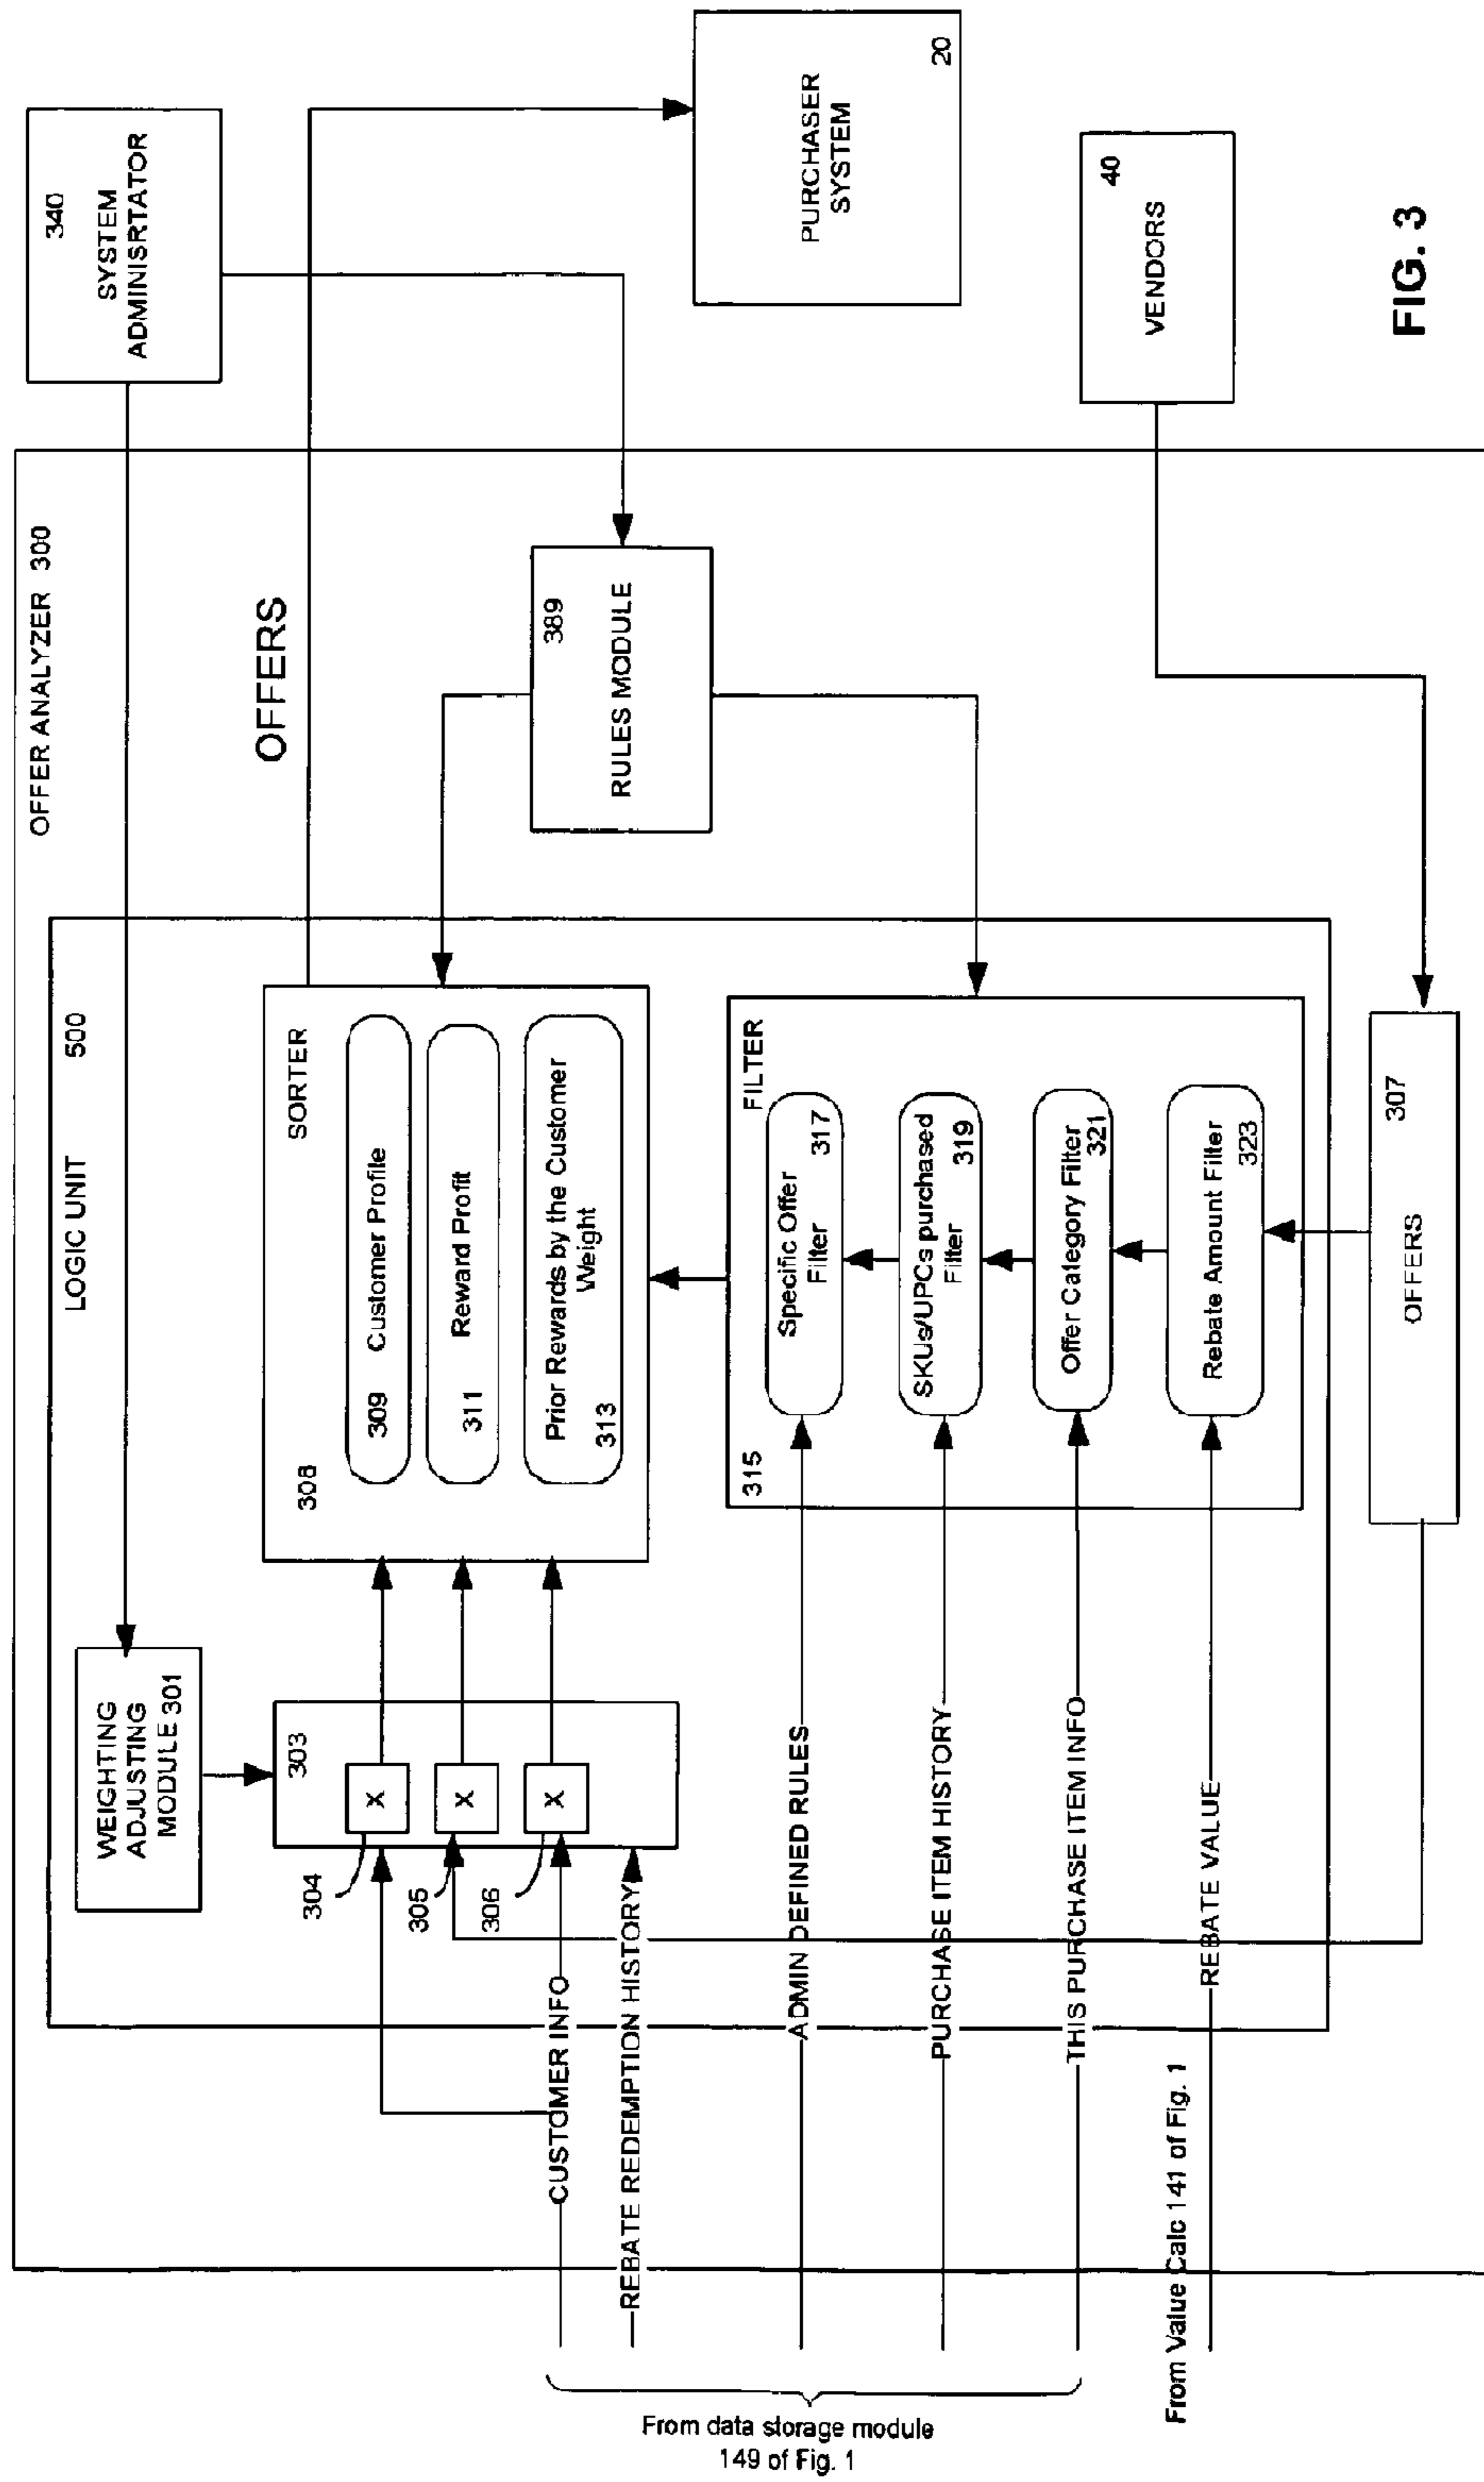 OFFER ANALYZER 300
340
SYSTEM
ADMINISRTATOR
LOGIC UNIT 500
WEIGHTING
ADJUSTING
MODULE 301
OFFERS
303
304
X
305
X
306
X
308
SORTER
309 Customer Profile
311 Reward Profit
Prior Rewards by the Customer
313 Weight
389
RULES MODULE
PURCHASER
SYSTEM
20
CUSTOMER INFO
REBATE REDEMPTION HISTORY
ADMIN DEFINED RULES
PURCHASE ITEM HISTORY
THIS PURCHASE ITEM INFO
REBATE VALUE
315
FILTER
Specific Offer
Filter 317
SKUs/UPCs purchased
Filter 319
Offer Category Filter
321
Rebate Amount Filter
323
40
VENDORS
307
OFFERS
From data storage module
149 of Fig. 1
From Value Calc 141 of Fig. 1
FIG. 3